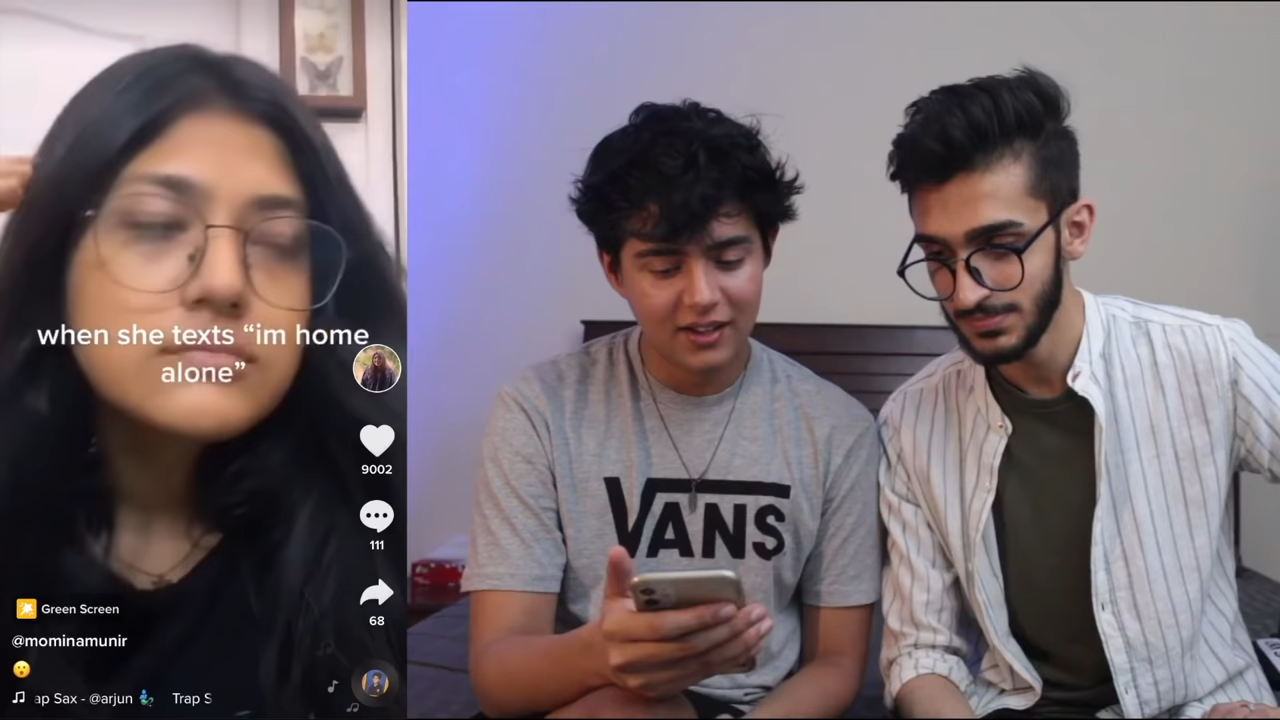 when she texts “im home
alone”
9002
111
68
Green Screen
@mominamunir
😮
ap Sax - @arjun 🧞‍♂️ Trap S
VANS